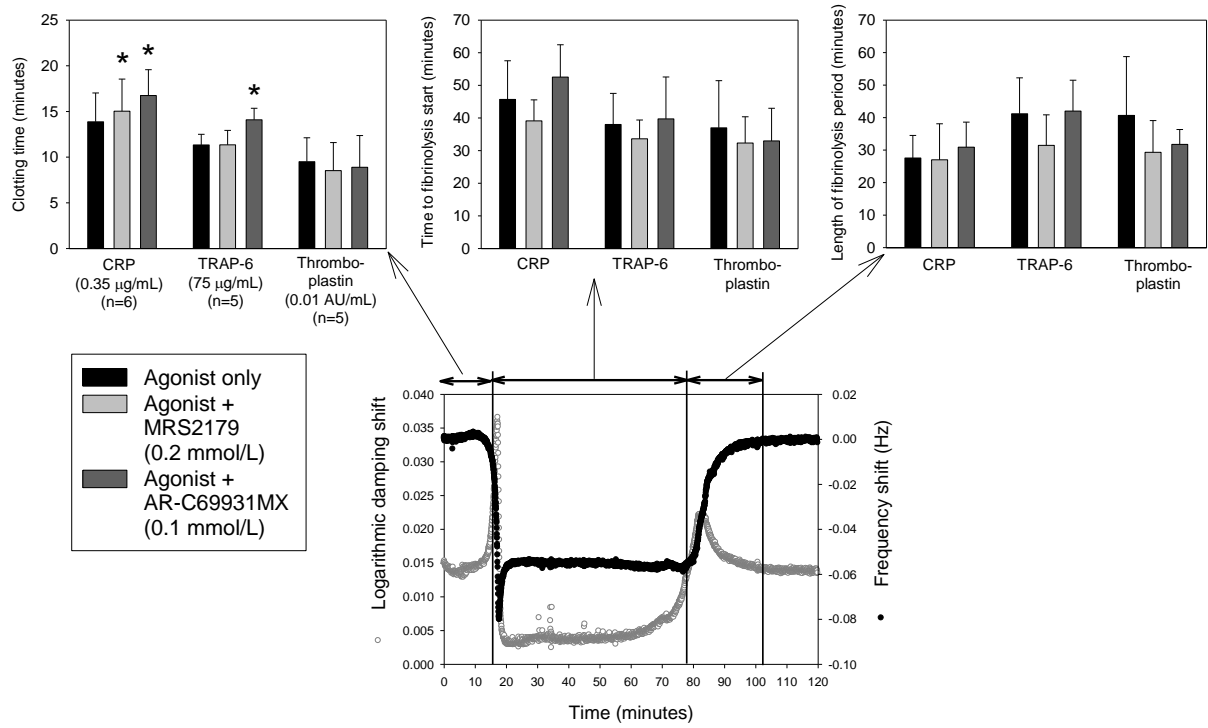 Clotting time (minutes)
25
20
15
10
5
0
* * *
CRP
(0.35 µg/mL)
(n=6)
TRAP-6
(75 µg/mL)
(n=5)
Thrombo-
plastin
(0.01 AU/mL)
(n=5)
Time to fibrinolysis start (minutes)
70
60
50
40
30
20
10
0
CRP
TRAP-6
Thrombo-
plastin
Length of fibrinolysis period (minutes)
70
60
50
40
30
20
10
0
CRP
TRAP-6
Thrombo-
plastin
Agonist only
Agonist +
MRS2179
(0.2 mmol/L)
Agonist +
AR-C69931MX
(0.1 mmol/L)
Logarithmic damping shift
0.040
0.035
0.030
0.025
0.020
0.015
0.010
0.005
0.000
0 10 20 30 40 50 60 70 80 90 100 110 120
Time (minutes)
0.02
0.00
-0.02
-0.04
-0.06
-0.08
-0.10
Frequency shift (Hz)